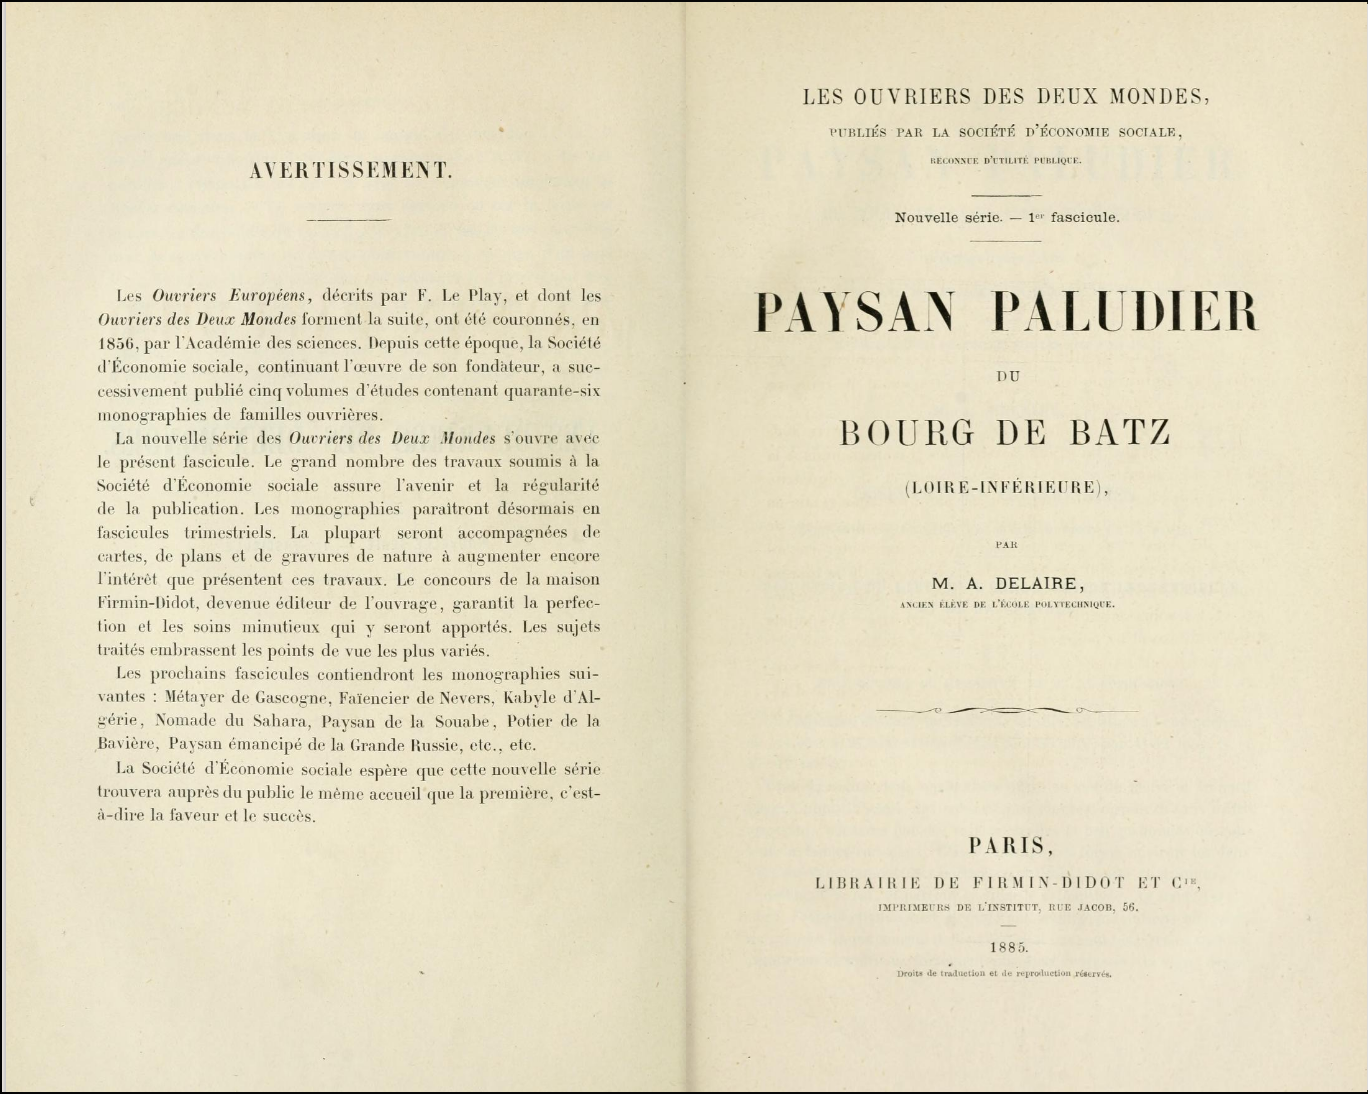 AVERTISSEMENT.
Les Ouvriers Européens, décrits par F. Le Play, et dont les
Ouvriers des Deux Mondes forment la suite, ont été couronnés, en
1856, par l'Académie des sciences. Depuis cette époque, la Société
d'Économie sociale, continuant l'œuvre de son fondateur, a suc-
cessivement publié cinq volumes d'études contenant quarante-six
monographies de familles ouvrières.
La nouvelle série des Ouvriers des Deux Mondes s'ouvre avec
le présent fascicule. Le grand nombre des travaux soumis à la
Société d'Économie sociale assure l'avenir et la régularité
de la publication. Les monographies paraîtront désormais en
fascicules trimestriels. La plupart seront accompagnées de
cartes, de plans et de gravures de nature à augmenter encore
l'intérêt que présentent ces travaux. Le concours de la maison
Firmin-Didot, devenue éditeur de l'ouvrage, garantit la perfec-
tion et les soins minutieux qui y seront apportés. Les sujets
traités embrassent les points de vue les plus variés.
Les prochains fascicules contiendront les monographies sui-
vantes : Métayer de Gascogne, Faïencier de Nevers, Kabyle d'Al-
gérie, Nomade du Sahara, Paysan de la Souabe, Potier de la
Bavière, Paysan émancipé de la Grande Russie, etc., etc.
La Société d'Économie sociale espère que cette nouvelle série
trouvera auprès du public le même accueil que la première, c'est-
à-dire la faveur et le succès.
LES OUVRIERS DES DEUX MONDES,
PUBLIÉS PAR LA SOCIÉTÉ D'ÉCONOMIE SOCIALE,
RECONNUE D'UTILITÉ PUBLIQUE.
Nouvelle série. — 1er fascicule.
PAYSAN PALUDIER
DU
BOURG DE BATZ
(LOIRE-INFÉRIEURE),
PAR
M. A. DELAIRE,
ANCIEN ÉLÈVE DE L'ÉCOLE POLYTECHNIQUE.
PARIS,
LIBRAIRIE DE FIRMIN-DIDOT ET CIE,
IMPRIMEURS DE L'INSTITUT, RUE JACOB, 56.
1885.
Droits de traduction et de reproduction réservés.